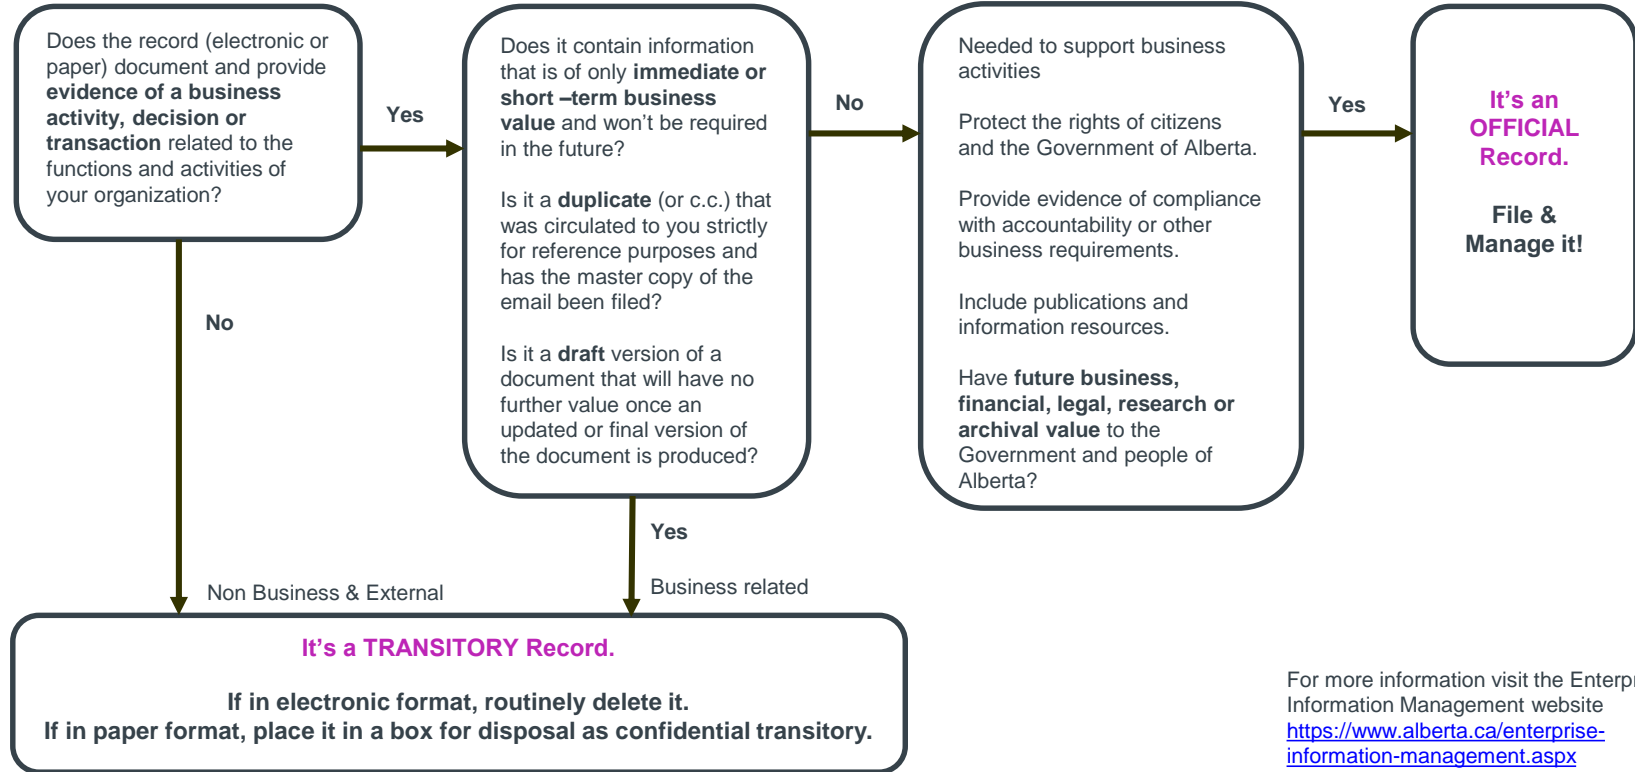 Does the record (electronic or
paper) document and provide
evidence of a business
activity, decision or
transaction related to the
functions and activities of
your organization?
Yes
No
Does it contain information
that is of only immediate or
short –term business
value and won't be required
in the future?
Is it a duplicate (or c.c.) that
was circulated to you strictly
for reference purposes and
has the master copy of the
email been filed?
Is it a draft version of a
document that will have no
further value once an
updated or final version of
the document is produced?
No
Yes
Needed to support business
activities
Protect the rights of citizens
and the Government of Alberta.
Provide evidence of compliance
with accountability or other
business requirements.
Include publications and
information resources.
Have future business,
financial, legal, research or
archival value to the
Government and people of
Alberta?
Yes
It's an
OFFICIAL
Record.
File &
Manage it!
Non Business & External
Business related
It's a TRANSITORY Record.
If in electronic format, routinely delete it.
If in paper format, place it in a box for disposal as confidential transitory.
For more information visit the
Information Management website
https://www.alberta.ca/enterprise-
information-management.aspx